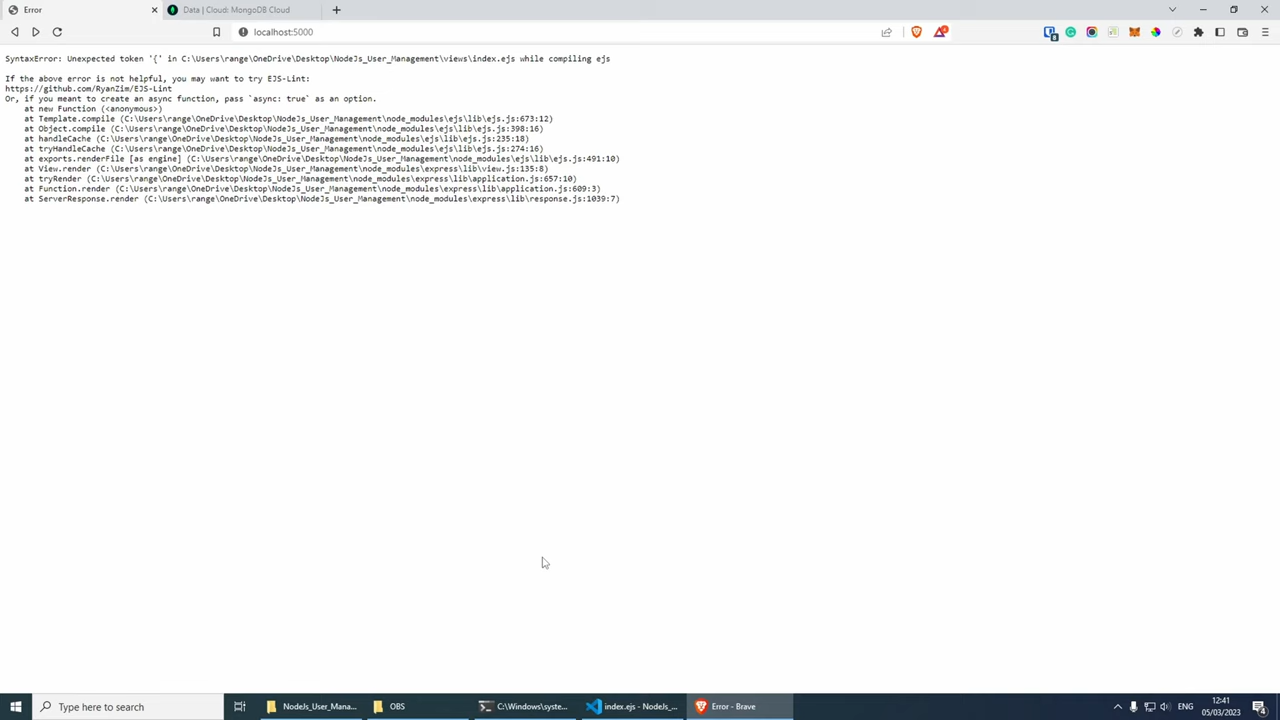 Error
Data | Cloud: MongoDB Cloud
localhost:5000
SyntaxError: Unexpected token '{' in C:\Users\range\OneDrive\Desktop\NodeJs_User_Management\views\index.ejs while compiling ejs
If the above error is not helpful, you may want to try EJS-Lint:
https://github.com/RyanZim/EJS-Lint
Or, if you meant to create an async function, pass `async: true` as an option.
at new Function (<anonymous>)
at Template.compile (C:\Users\range\OneDrive\Desktop\NodeJs_User_Management\node_modules\ejs\lib\ejs.js:673:12)
at Object.compile (C:\Users\range\OneDrive\Desktop\NodeJs_User_Management\node_modules\ejs\lib\ejs.js:398:16)
at handleCache (C:\Users\range\OneDrive\Desktop\NodeJs_User_Management\node_modules\ejs\lib\ejs.js:235:18)
at tryHandleCache (C:\Users\range\OneDrive\Desktop\NodeJs_User_Management\node_modules\ejs\lib\ejs.js:274:16)
at exports.renderFile [as engine] (C:\Users\range\OneDrive\Desktop\NodeJs_User_Management\node_modules\ejs\lib\ejs.js:491:10)
at View.render (C:\Users\range\OneDrive\Desktop\NodeJs_User_Management\node_modules\express\lib\view.js:135:8)
at tryRender (C:\Users\range\OneDrive\Desktop\NodeJs_User_Management\node_modules\express\lib\application.js:657:10)
at Function.render (C:\Users\range\OneDrive\Desktop\NodeJs_User_Management\node_modules\express\lib\application.js:609:3)
at ServerResponse.render (C:\Users\range\OneDrive\Desktop\NodeJs_User_Management\node_modules\express\lib\response.js:1039:7)
Type here to search
NodeJs_User_Mana...
OBS
C:\Windows\syste...
index.ejs - NodeJs_...
Error - Brave
ENG
12:41
05/03/2023